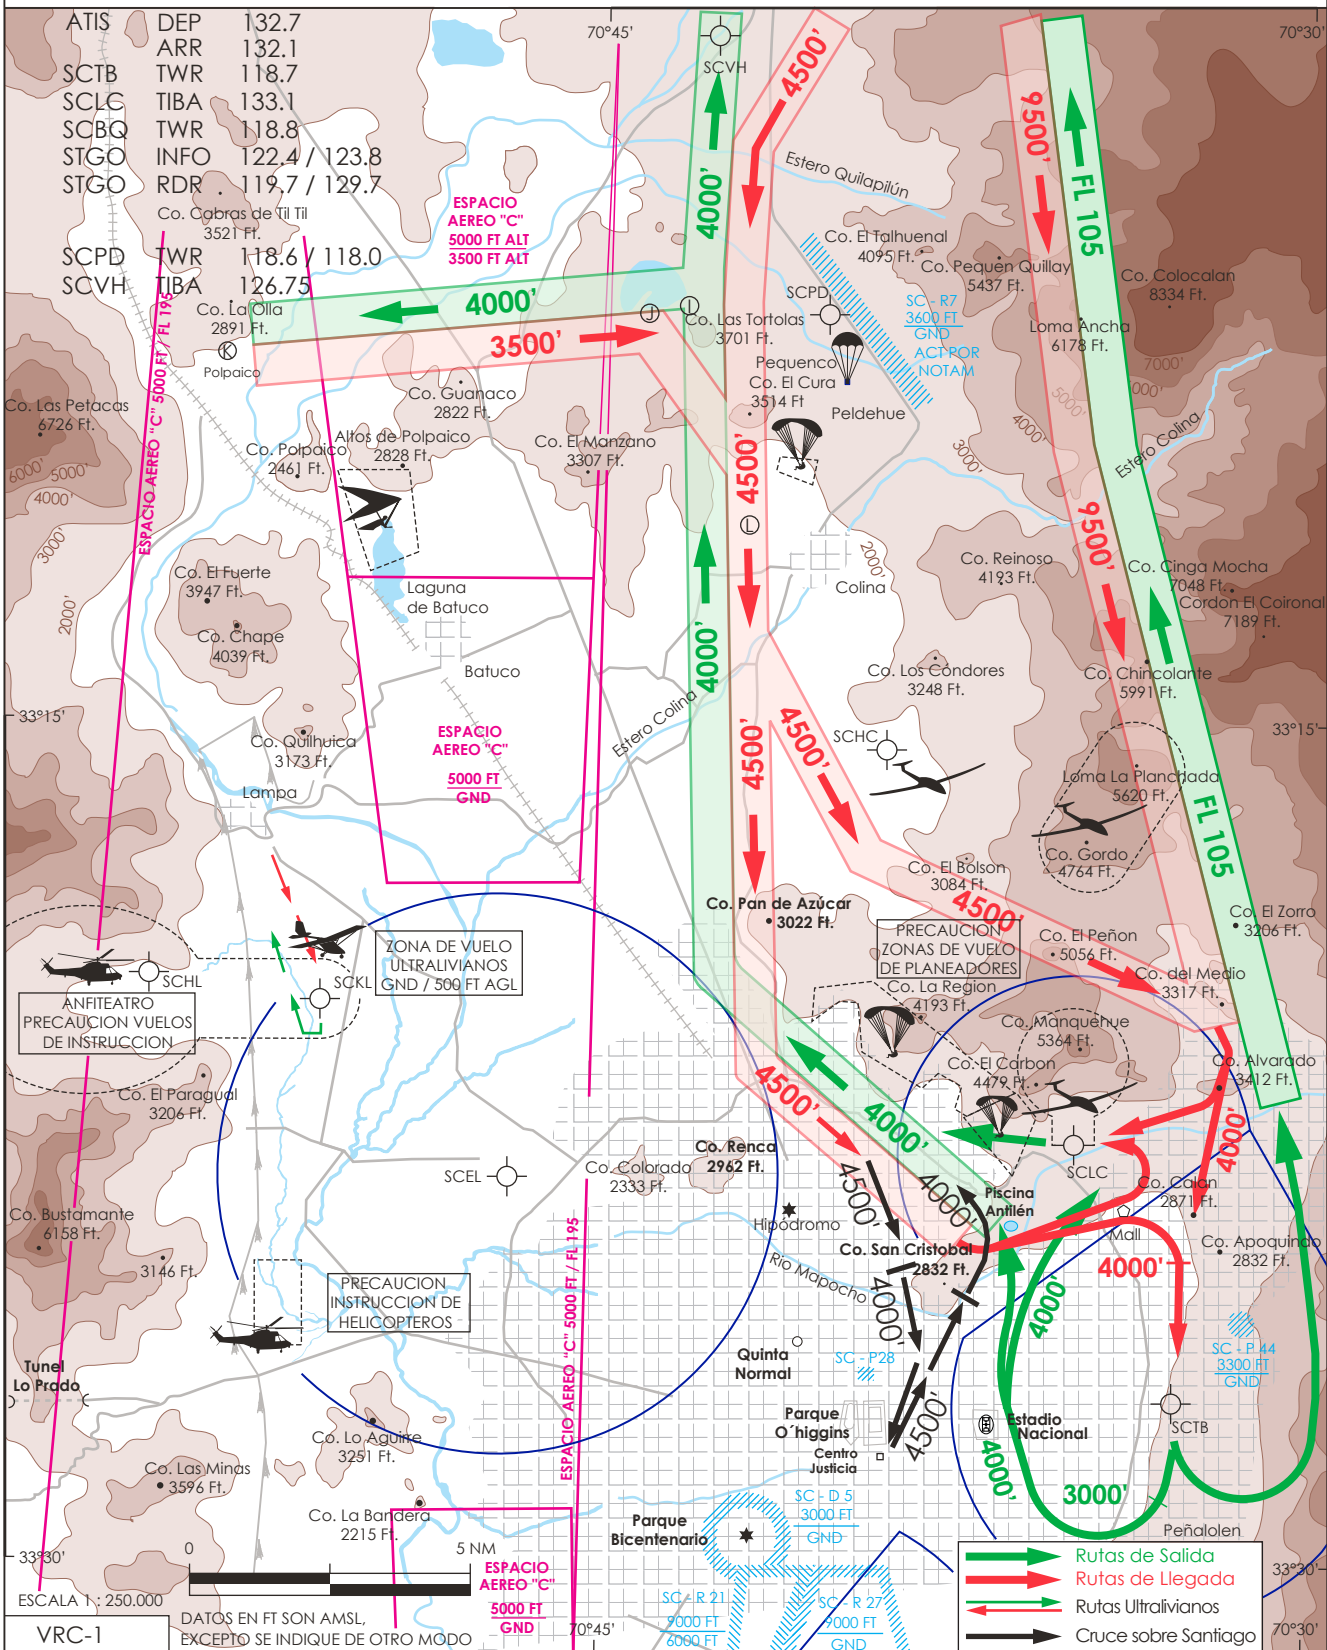 ATIS DEP 132.7
ARR 132.1
SCTB TWR 118.7
SCLC TIBA 133.1
SCBQ TWR 118.8
STGO INFO 122.4 / 123.8
STGO RDR . 119.7 / 129.7
SCPD TWR 118.6 / 118.0
SCVH TIBA 126.75
70°45'
70°30'
SCVH
4500'
9500'
4000'
FL 105
Estero Quilapilún
Co. Cabras de Til Til
3521 Ft.
ESPACIO
AEREO "C"
5000 FT ALT
3500 FT ALT
Co. El Talhuenal
4095 Ft.
Co. Pequen Quillay
5437 Ft.
Co. Colocalan
8334 Ft.
SCPD
SC - R7
3600 FT
GND
ACT POR
NOTAM
Co. La Olla
2891 Ft.
K
Polpaico
4000'
3500'
J
I
Co. Las Tortolas
3701 Ft.
Loma Ancha
6178 Ft.
Pequenco
Co. El Cura
3514 Ft
Peldehue
7000'
6000'
5000'
4000'
3000'
Estero Colina
ESPACIO AEREO "C" 5000 FT / FL 195
Co. Las Petacas
6726 Ft.
6000'
5000'
4000'
3000'
2000'
Co. Guanaco
2822 Ft.
Altos de Polpaico
2828 Ft.
Co. Polpaico
2461 Ft.
Co. El Manzano
3307 Ft.
4500'
L
9500'
2000'
Colina
Co. Reinoso
4193 Ft.
Co. Cinga Mocha
7048 Ft.
Cordon El Coironal
7189 Ft.
Co. El Fuerte
3947 Ft.
Co. Chape
4039 Ft.
Laguna
de Batuco
Batuco
4000'
Co. Los Cóndores
3248 Ft.
Co. Chincolante
5991 Ft.
33°15'
33°15'
Co. Quilhuica
3173 Ft.
ESPACIO
AEREO "C"
5000 FT
GND
Estero Colina
4500'
4500'
SCHC
Loma La Planchada
5620 Ft.
Lampa
FL 105
Co. Gordo
4764 Ft.
Co. El Bolson
3084 Ft.
4500'
Co. Pan de Azúcar
3022 Ft.
Co. El Zorro
3206 Ft.
PRECAUCION
ZONAS DE VUELO
DE PLANEADORES
Co. El Peñon
5056 Ft.
Co. del Medio
3317 Ft.
ZONA DE VUELO
ULTRALIVIANOS
GND / 500 FT AGL
SCHL
SCKL
ANFITEATRO
PRECAUCION VUELOS
DE INSTRUCCION
Co. La Region
4193 Ft.
Co. Manquehue
5364 Ft.
Co. El Carbon
4479 Ft.
Co. Alvarado
3412 Ft.
Co. El Paragual
3206 Ft.
4500'
4000'
4000'
Co. Renca
2962 Ft.
Co. Colorado
2333 Ft.
SCEL
SCLC
Co. Calan
2871 Ft.
4500'
4000'
Piscina
Antilén
Hipódromo
Mall
Co. Bustamante
6158 Ft.
3146 Ft.
Co. San Cristobal
2832 Ft.
Co. Apoquindo
2832 Ft.
Rio Mapocho
4000'
4000'
4000'
PRECAUCION
INSTRUCCION DE
HELICOPTEROS
ESPACIO AEREO "C" 5000 FT / FL 195
Tunel
Lo Prado
Quinta
Normal
SC - P28
SC - P 44
3300 FT
GND
Parque
O´higgins
Centro
Justicia
4500'
Estadio
Nacional
SCTB
Co. Lo Aguirre
3251 Ft.
Co. Las Minas
3596 Ft.
Co. La Bandera
2215 Ft.
4000'
3000'
Peñalolen
SC - D 5
3000 FT
GND
Parque
Bicentenario
33°30'
33°30'
0
5 NM
ESCALA 1 : 250.000
ESPACIO
AEREO "C"
5000 FT
GND
SC - R 21
9000 FT
6000 FT
SC - R 27
9000 FT
GND
Rutas de Salida
Rutas de Llegada
Rutas Ultralivianos
Cruce sobre Santiago
VRC-1
DATOS EN FT SON AMSL,
EXCEPTO SE INDIQUE DE OTRO MODO
70°45'
70°30'